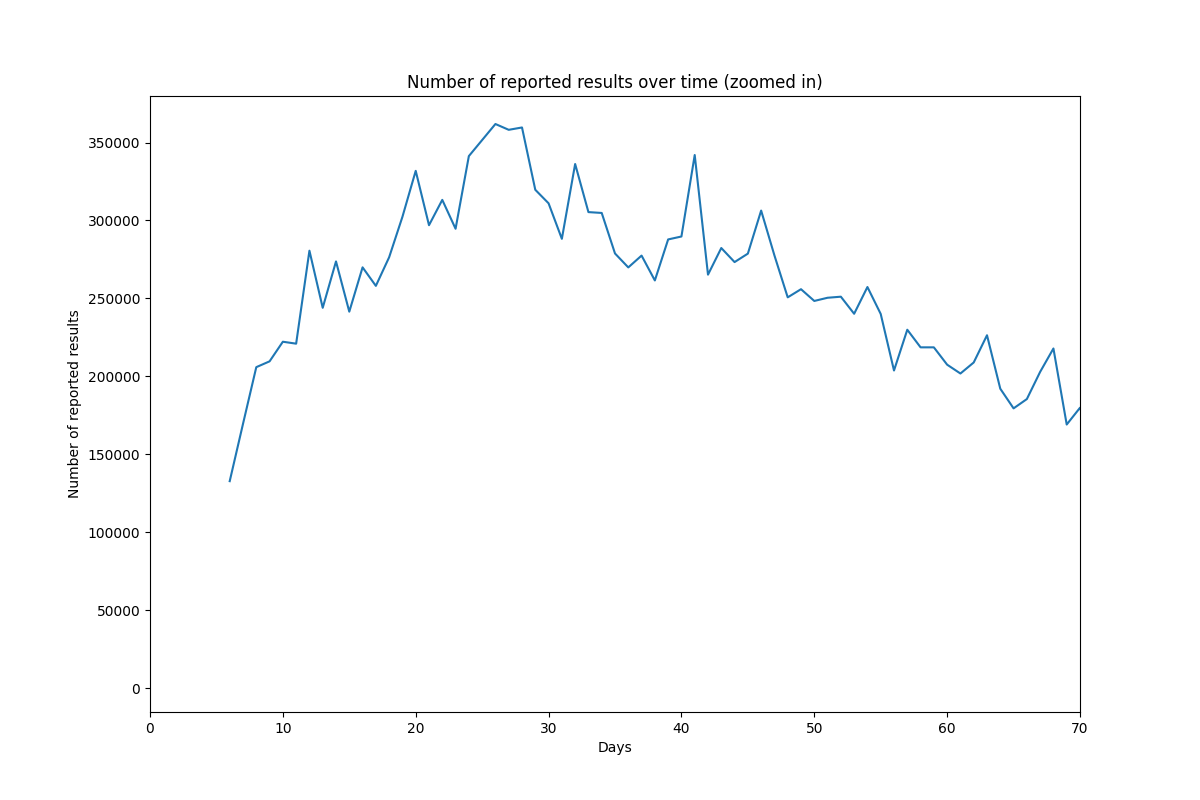 Number of reported results over time (zoomed in)
Number of reported results
350000
300000
250000
200000
150000
100000
50000
0
0 10 20 30 40 50 60 70
Days